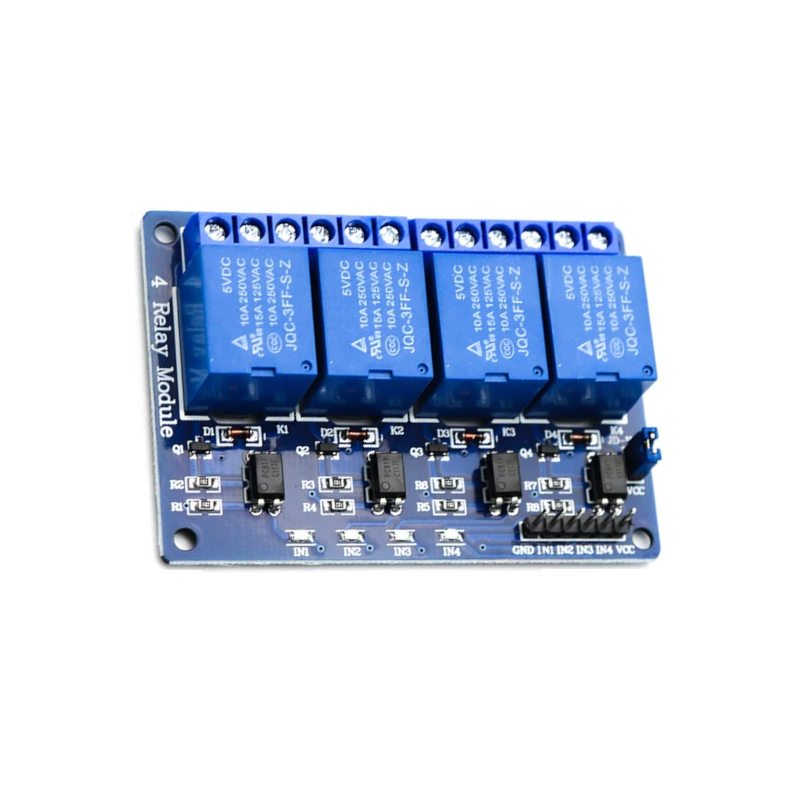 4 Relay Module
5VDC
10A 250VAC
15A 125VAC
10A 250VAC
JQC-3FF-S-Z
5VDC
10A 250VAC
15A 125VAC
10A 250VAC
JQC-3FF-S-Z
5VDC
10A 250VAC
15A 125VAC
10A 250VAC
JQC-3FF-S-Z
5VDC
10A 250VAC
15A 125VAC
10A 250VAC
JQC-3FF-S-Z
D1 K1 D2 K2 D3 K3 D4 K4
Q1 Q2 Q3 Q4
R2 R3 R6 R7
R1 R4 R5 R8
VCC
IN1 IN2 IN3 IN4
GND IN1 IN2 IN3 IN4 VCC